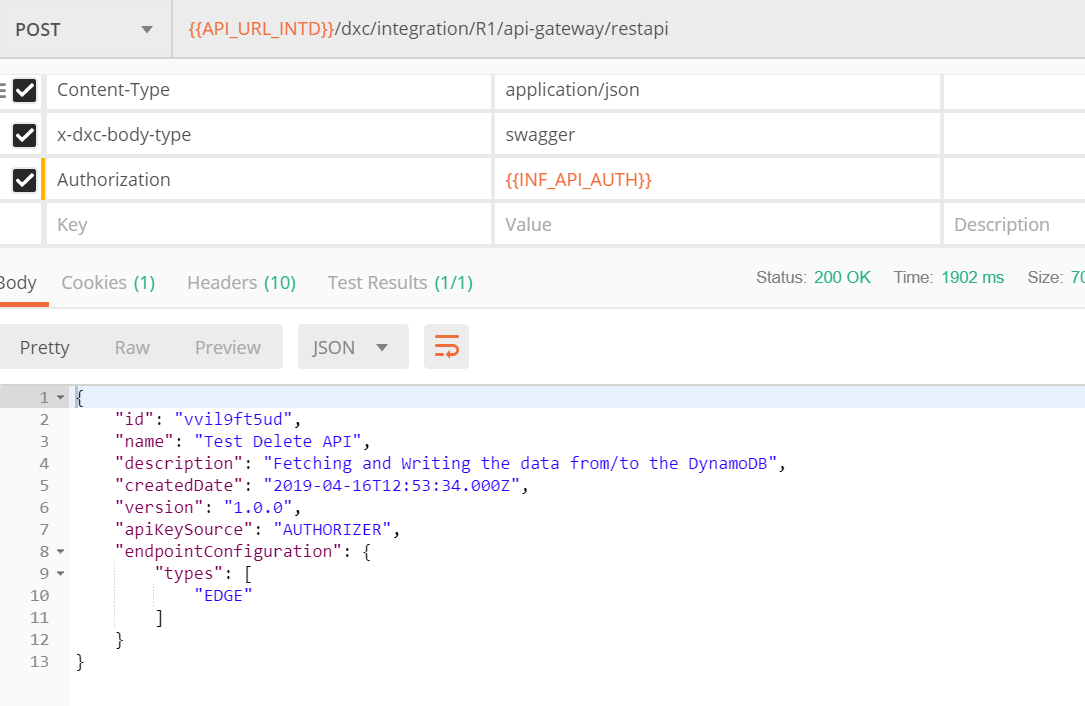 POST {{API_URL_INTD}}/dxc/integration/R1/api-gateway/restapi
Content-Type application/json
x-dxc-body-type swagger
Authorization {{INF_API_AUTH}}
Key Value Description
Body Cookies (1) Headers (10) Test Results (1/1) Status: 200 OK Time: 1902 ms Size:
Pretty Raw Preview JSON
1 {
2 "id": "vvil9ft5ud",
3 "name": "Test Delete API",
4 "description": "Fetching and Writing the data from/to the DynamoDB",
5 "createdDate": "2019-04-16T12:53:34.000Z",
6 "version": "1.0.0",
7 "apiKeySource": "AUTHORIZER",
8 "endpointConfiguration": {
9 "types": [
10 "EDGE"
11 ]
12 }
13 }